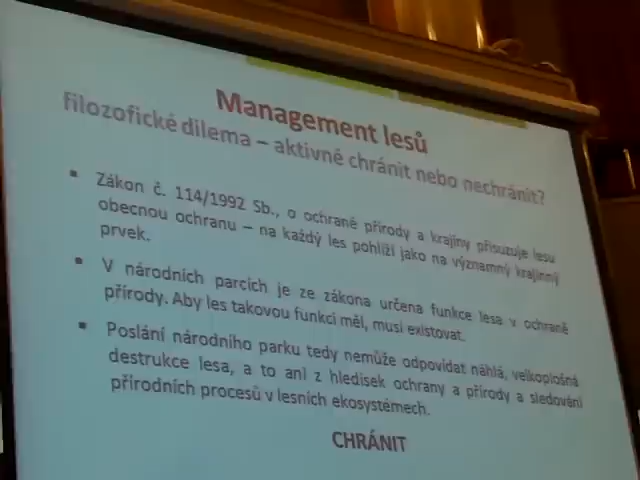 Management lesů
filozofické dilema – aktivně chránit nebo nechránit?
▪ Zákon č. 114/1992 Sb., o ochraně přírody a krajiny přisuzuje lesu
obecnou ochranu – na každý les pohlíží jako na významný krajinný
prvek.
▪ V národních parcích je ze zákona určena funkce lesa v ochraně
přírody. Aby les takovou funkci měl, musí existovat.
▪ Poslání národního parku tedy nemůže odpovídat náhlá, velkoplošná
destrukce lesa, a to ani z hledisek ochrany a přírody a sledování
přírodních procesů v lesních ekosystémech.
CHRÁNIT